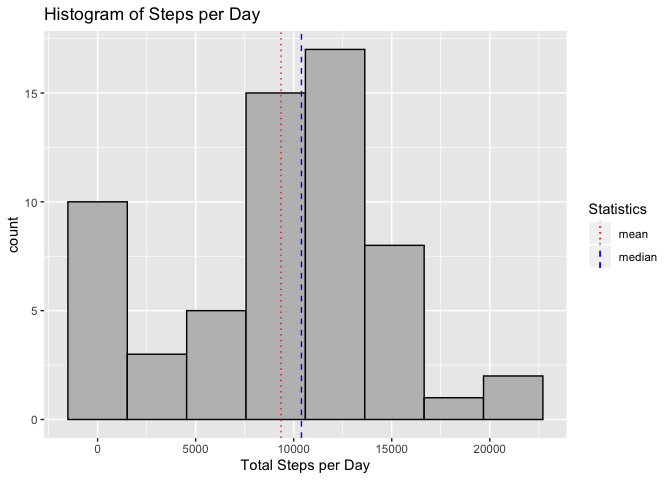 Histogram of Steps per Day
15
10
5
0
count
0 5000 10000 15000 20000
Total Steps per Day
Statistics
mean
median